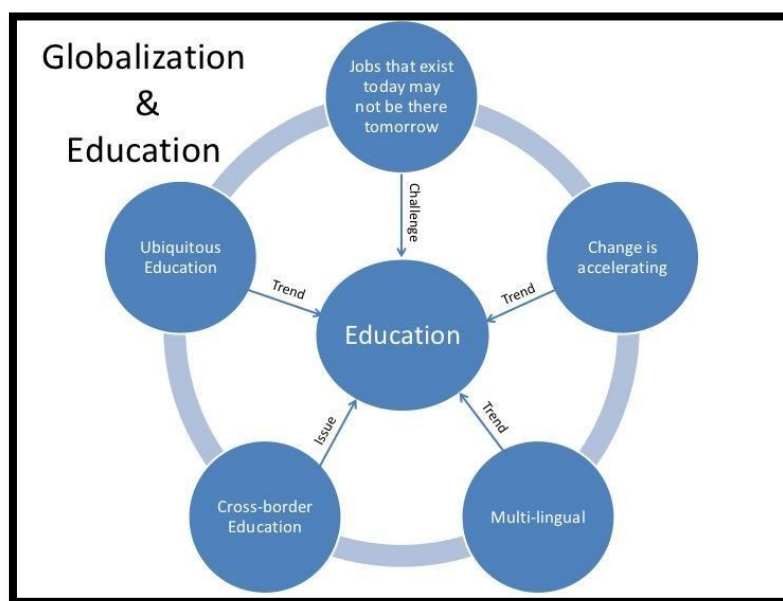 Globalization
&
Education
Jobs that exist
today may
not be there
tomorrow
Challenge
Ubiquitous
Education
Trend
Change is
accelerating
Trend
Education
Issue
Trend
Cross-border
Education
Multi-lingual